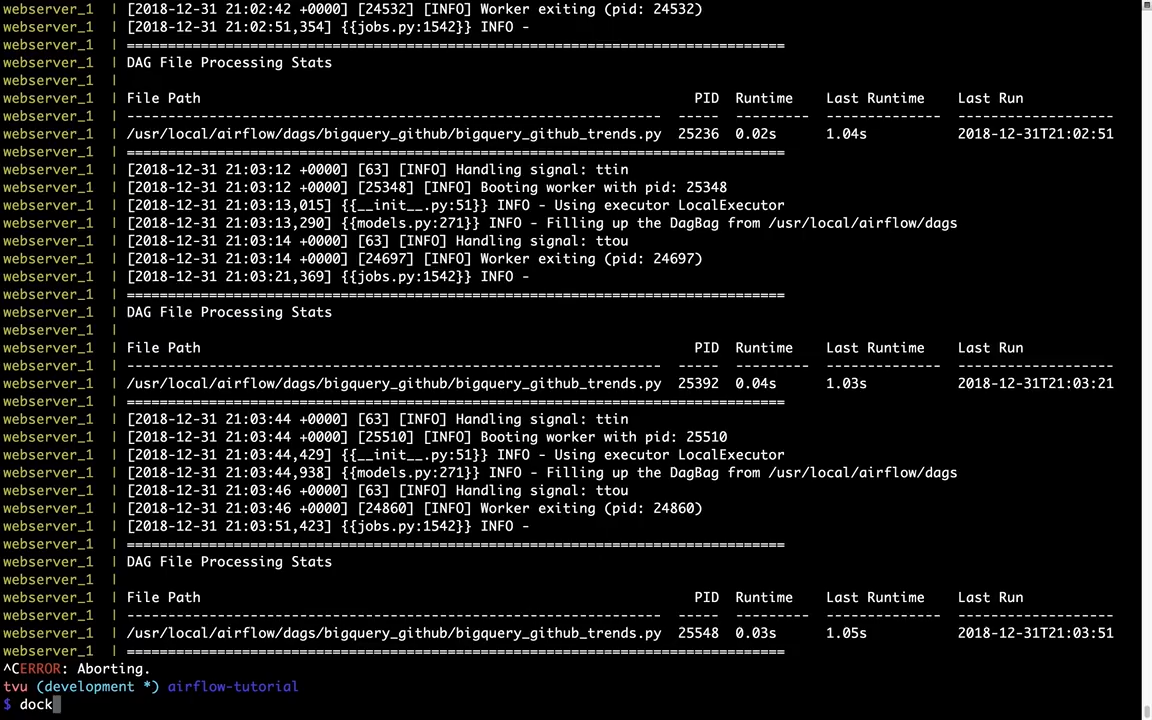 webserver_1  | [2018-12-31 21:02:42 +0000] [24532] [INFO] Worker exiting (pid: 24532)
webserver_1  | [2018-12-31 21:02:51,354] {{jobs.py:1542}} INFO -
webserver_1  | ================================================================================
webserver_1  | DAG File Processing Stats
webserver_1  |
webserver_1  | File Path                                                            PID  Runtime    Last Runtime    Last Run
webserver_1  | -----------------------------------------------------------------  -----  ---------  --------------  -------------------
webserver_1  | /usr/local/airflow/dags/bigquery_github/bigquery_github_trends.py  25236  0.02s      1.04s           2018-12-31T21:02:51
webserver_1  | ================================================================================
webserver_1  | [2018-12-31 21:03:12 +0000] [63] [INFO] Handling signal: ttin
webserver_1  | [2018-12-31 21:03:12 +0000] [25348] [INFO] Booting worker with pid: 25348
webserver_1  | [2018-12-31 21:03:13,015] {{__init__.py:51}} INFO - Using executor LocalExecutor
webserver_1  | [2018-12-31 21:03:13,290] {{models.py:271}} INFO - Filling up the DagBag from /usr/local/airflow/dags
webserver_1  | [2018-12-31 21:03:14 +0000] [63] [INFO] Handling signal: ttou
webserver_1  | [2018-12-31 21:03:14 +0000] [24697] [INFO] Worker exiting (pid: 24697)
webserver_1  | [2018-12-31 21:03:21,369] {{jobs.py:1542}} INFO -
webserver_1  | ================================================================================
webserver_1  | DAG File Processing Stats
webserver_1  |
webserver_1  | File Path                                                            PID  Runtime    Last Runtime    Last Run
webserver_1  | -----------------------------------------------------------------  -----  ---------  --------------  -------------------
webserver_1  | /usr/local/airflow/dags/bigquery_github/bigquery_github_trends.py  25392  0.04s      1.03s           2018-12-31T21:03:21
webserver_1  | ================================================================================
webserver_1  | [2018-12-31 21:03:44 +0000] [63] [INFO] Handling signal: ttin
webserver_1  | [2018-12-31 21:03:44 +0000] [25510] [INFO] Booting worker with pid: 25510
webserver_1  | [2018-12-31 21:03:44,429] {{__init__.py:51}} INFO - Using executor LocalExecutor
webserver_1  | [2018-12-31 21:03:44,938] {{models.py:271}} INFO - Filling up the DagBag from /usr/local/airflow/dags
webserver_1  | [2018-12-31 21:03:46 +0000] [63] [INFO] Handling signal: ttou
webserver_1  | [2018-12-31 21:03:46 +0000] [24860] [INFO] Worker exiting (pid: 24860)
webserver_1  | [2018-12-31 21:03:51,423] {{jobs.py:1542}} INFO -
webserver_1  | ================================================================================
webserver_1  | DAG File Processing Stats
webserver_1  |
webserver_1  | File Path                                                            PID  Runtime    Last Runtime    Last Run
webserver_1  | -----------------------------------------------------------------  -----  ---------  --------------  -------------------
webserver_1  | /usr/local/airflow/dags/bigquery_github/bigquery_github_trends.py  25548  0.03s      1.05s           2018-12-31T21:03:51
webserver_1  | ================================================================================
^CERROR: Aborting.
tvu (development *) airflow-tutorial
$ dock